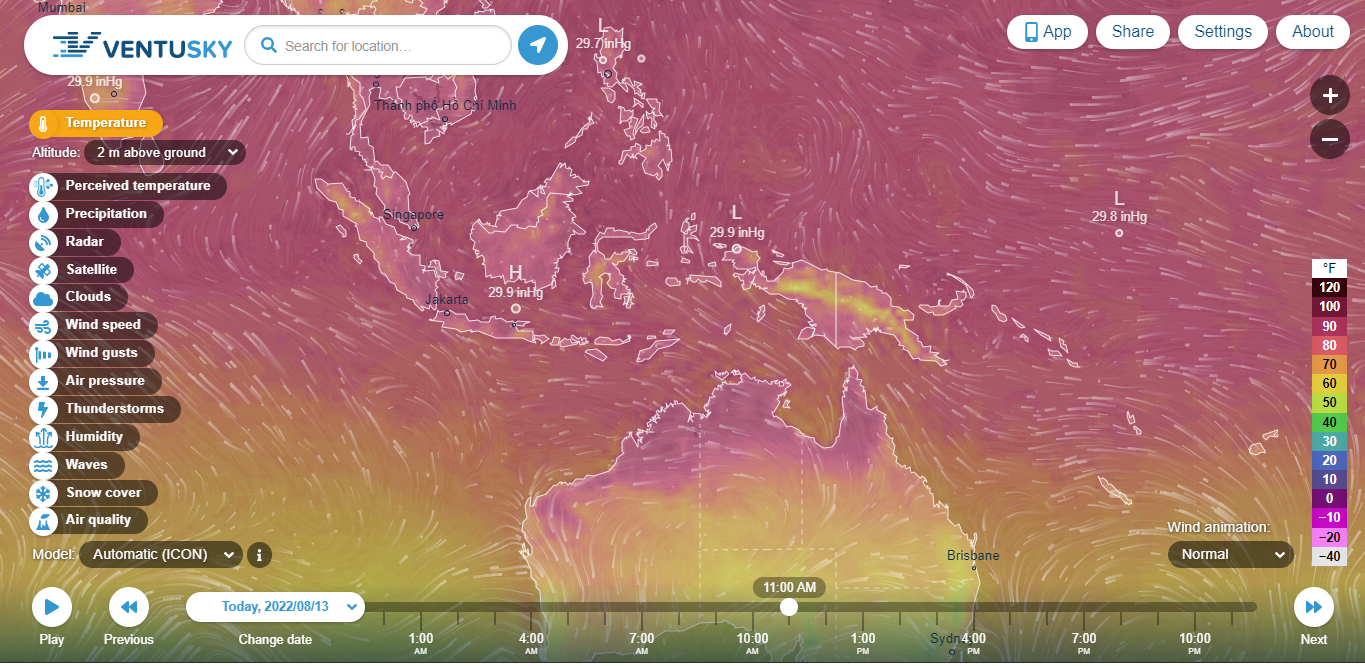 Mumbai
VENTUSKY
Search for location...
App
Share
Settings
About
L
29.7 inHg
29.9 inHg
Thành phố Hồ Chí Minh
Temperature
Altitude: 2 m above ground
Perceived temperature
Precipitation
Radar
Satellite
Clouds
Wind speed
Wind gusts
Air pressure
Thunderstorms
Humidity
Waves
Snow cover
Air quality
Model: Automatic (ICON)
Singapore
L
29.9 inHg
L
29.8 inHg
H
29.9 inHg
Jakarta
°F
120
100
90
80
70
60
50
40
30
20
10
0
−10
−20
−40
Wind animation:
Normal
Brisbane
11:00 AM
Today, 2022/08/13
Play
Previous
Change date
1:00
AM
4:00
AM
7:00
AM
10:00
AM
1:00
PM
Sydn
4:00
PM
7:00
PM
10:00
PM
Next